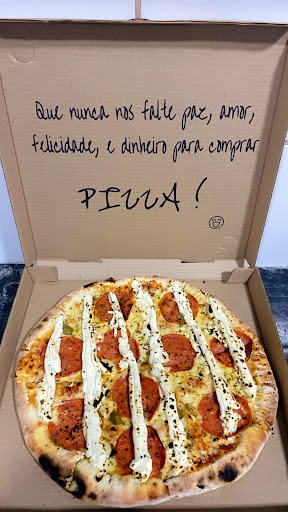 Que nunca nos falte paz, amor,
felicidade, e dinheiro para comprar
PIZZA!